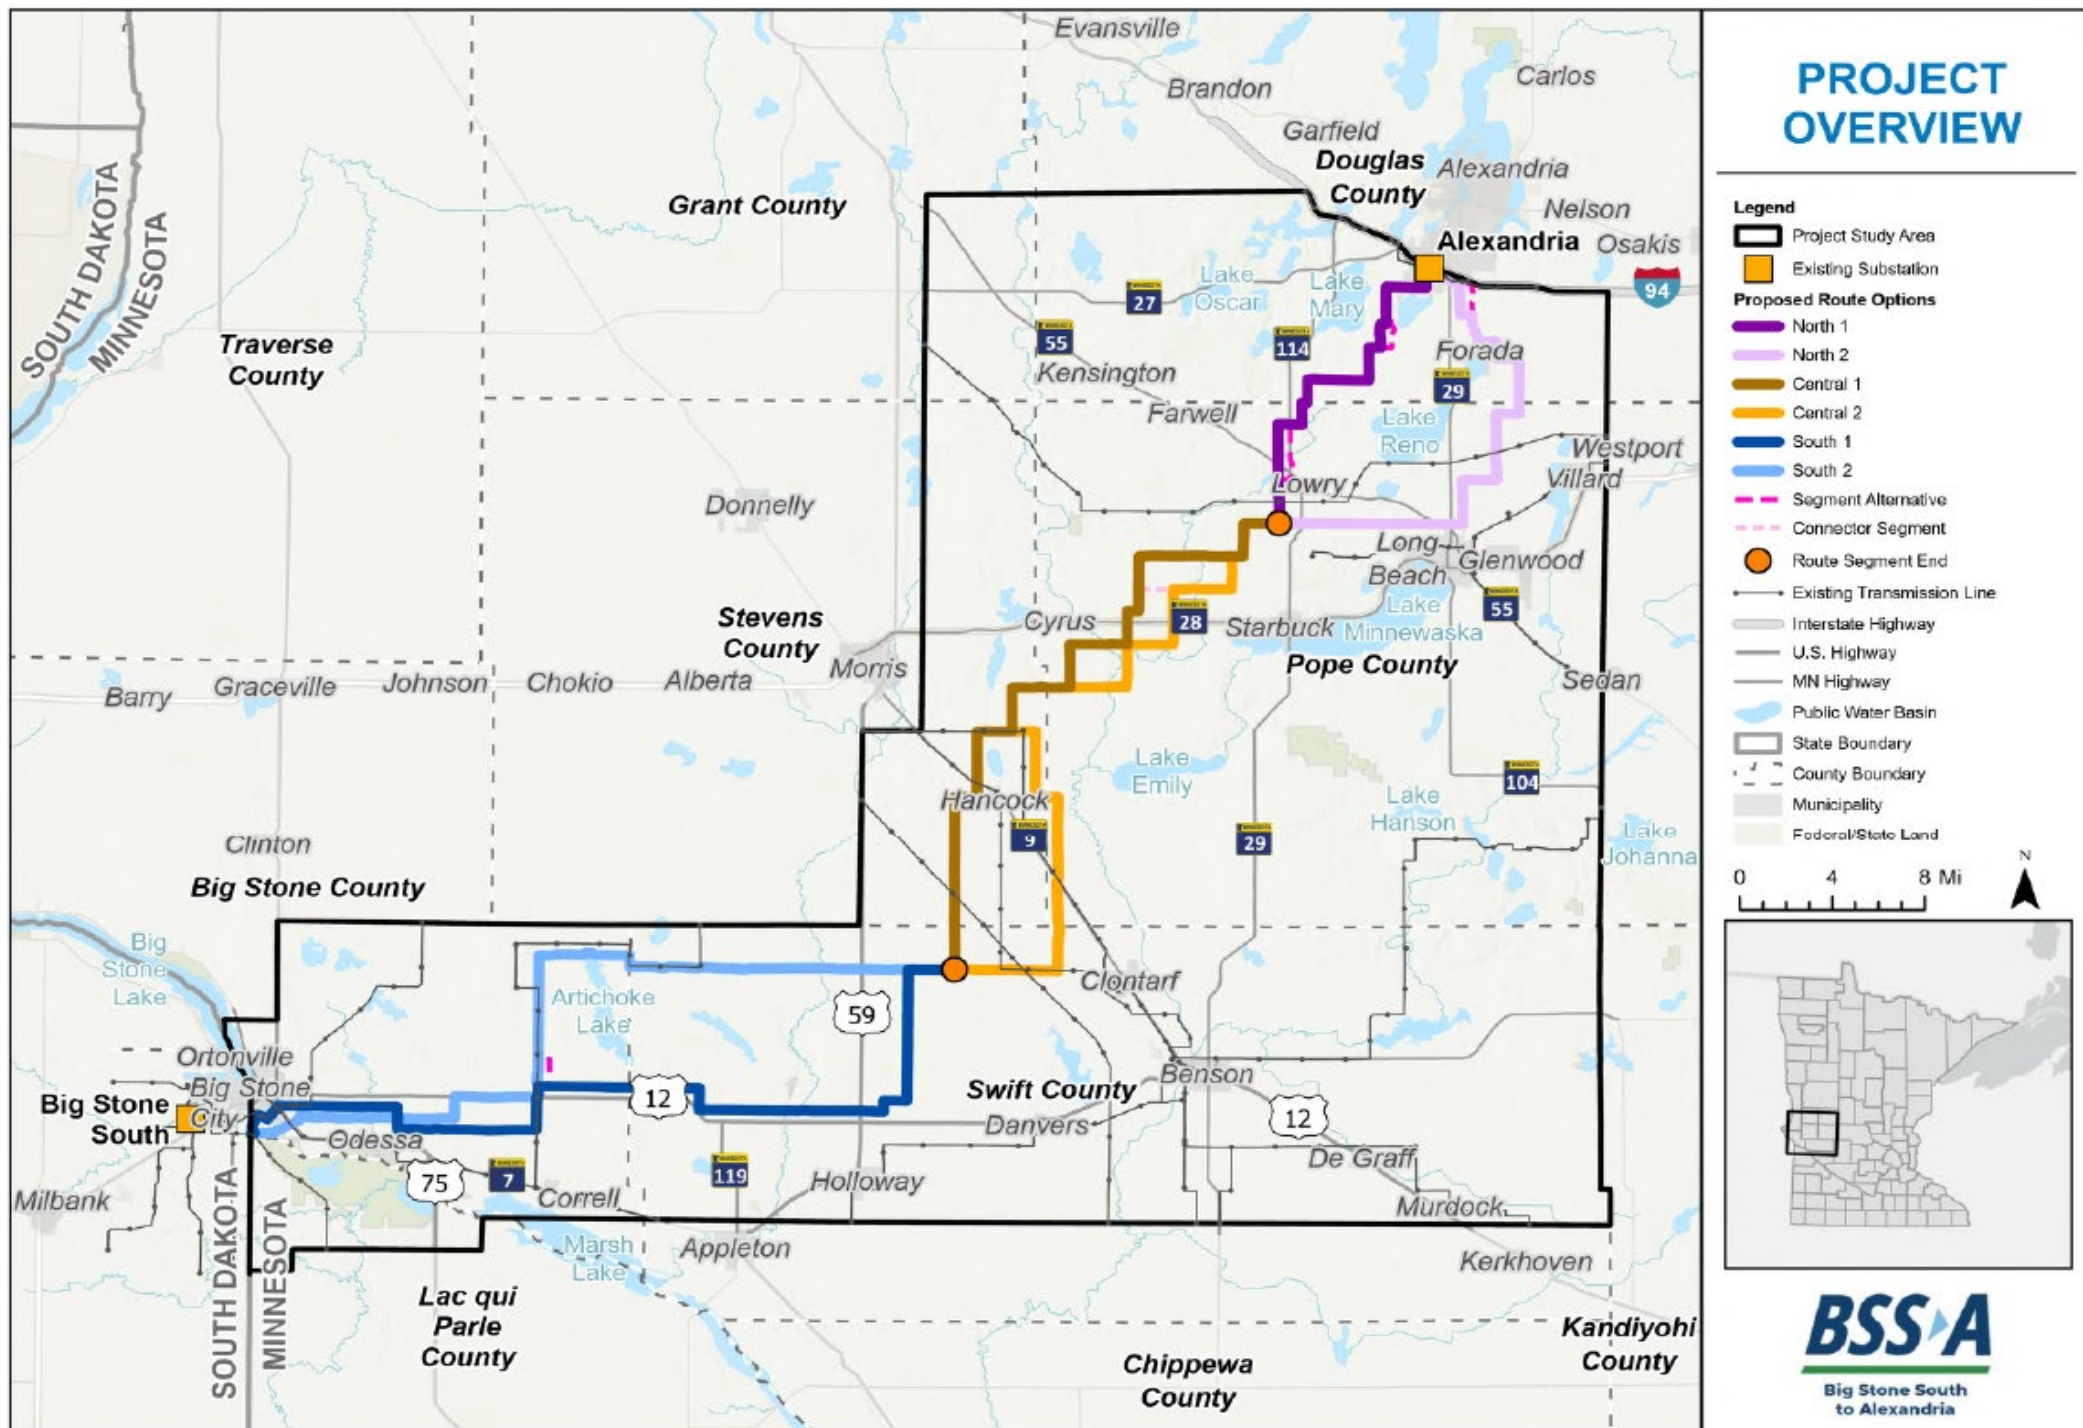 Evansville
Brandon
Carlos
Garfield
Douglas
County
Alexandria
Grant County
Nelson
Alexandria
Osakis
94
SOUTH DAKOTA
MINNESOTA
Traverse
County
27
Lake
Oscar
Lake
Mary
55
114
Forada
Kensington
29
Farwell
Lake
Reno
Westport
Villard
Lowry
Donnelly
Long
Beach
Glenwood
Stevens
County
Cyrus
28
Starbuck
Lake
Minnewaska
55
Pope County
Morris
Sedan
Barry
Graceville
Johnson
Chokio
Alberta
Lake
Emily
104
Hancock
Lake
Hanson
9
29
Lake
Johanna
Clinton
Big Stone County
Big
Stone
Lake
Artichoke
Lake
Clontarf
59
Ortonville
Big Stone
City
Big Stone
South
12
Swift County
Benson
12
Odessa
Danvers
De Graff
75
7
Correll
119
Holloway
Murdock
Milbank
Marsh
Lake
Appleton
Kerkhoven
SOUTH DAKOTA
MINNESOTA
Lac qui
Parle
County
Chippewa
County
Kandiyohi
County
PROJECT
OVERVIEW
Legend
Project Study Area
Existing Substation
Proposed Route Options
North 1
North 2
Central 1
Central 2
South 1
South 2
Segment Alternative
Connector Segment
Route Segment End
Existing Transmission Line
Interstate Highway
U.S. Highway
MN Highway
Public Water Basin
State Boundary
County Boundary
Municipality
Federal/State Land
0 4 8 Mi
N
BSSA
Big Stone South
to Alexandria